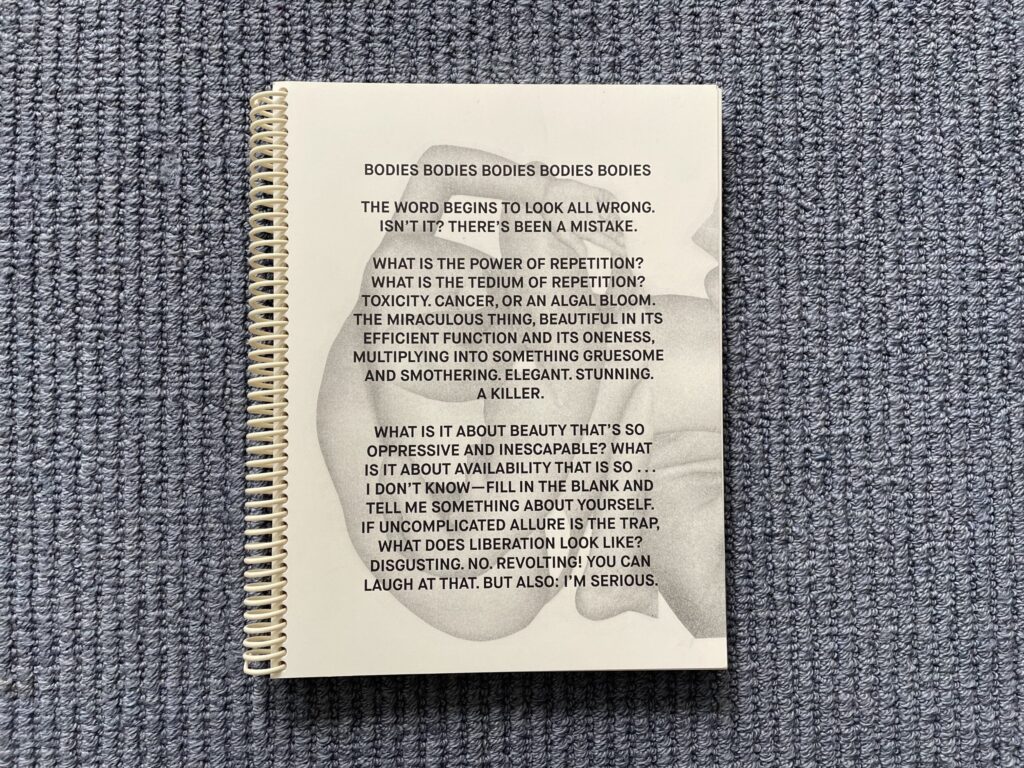 BODIES BODIES BODIES BODIES BODIES
THE WORD BEGINS TO LOOK ALL WRONG.
ISN'T IT? THERE'S BEEN A MISTAKE.
WHAT IS THE POWER OF REPETITION?
WHAT IS THE TEDIUM OF REPETITION?
TOXICITY. CANCER, OR AN ALGAL BLOOM.
THE MIRACULOUS THING, BEAUTIFUL IN ITS
EFFICIENT FUNCTION AND ITS ONENESS,
MULTIPLYING INTO SOMETHING GRUESOME
AND SMOTHERING. ELEGANT. STUNNING.
A KILLER.
WHAT IS IT ABOUT BEAUTY THAT'S SO
OPPRESSIVE AND INESCAPABLE? WHAT
IS IT ABOUT AVAILABILITY THAT IS SO . . .
I DON'T KNOW—FILL IN THE BLANK AND
TELL ME SOMETHING ABOUT YOURSELF.
IF UNCOMPLICATED ALLURE IS THE TRAP,
WHAT DOES LIBERATION LOOK LIKE?
DISGUSTING. NO. REVOLTING! YOU CAN
LAUGH AT THAT. BUT ALSO: I'M SERIOUS.